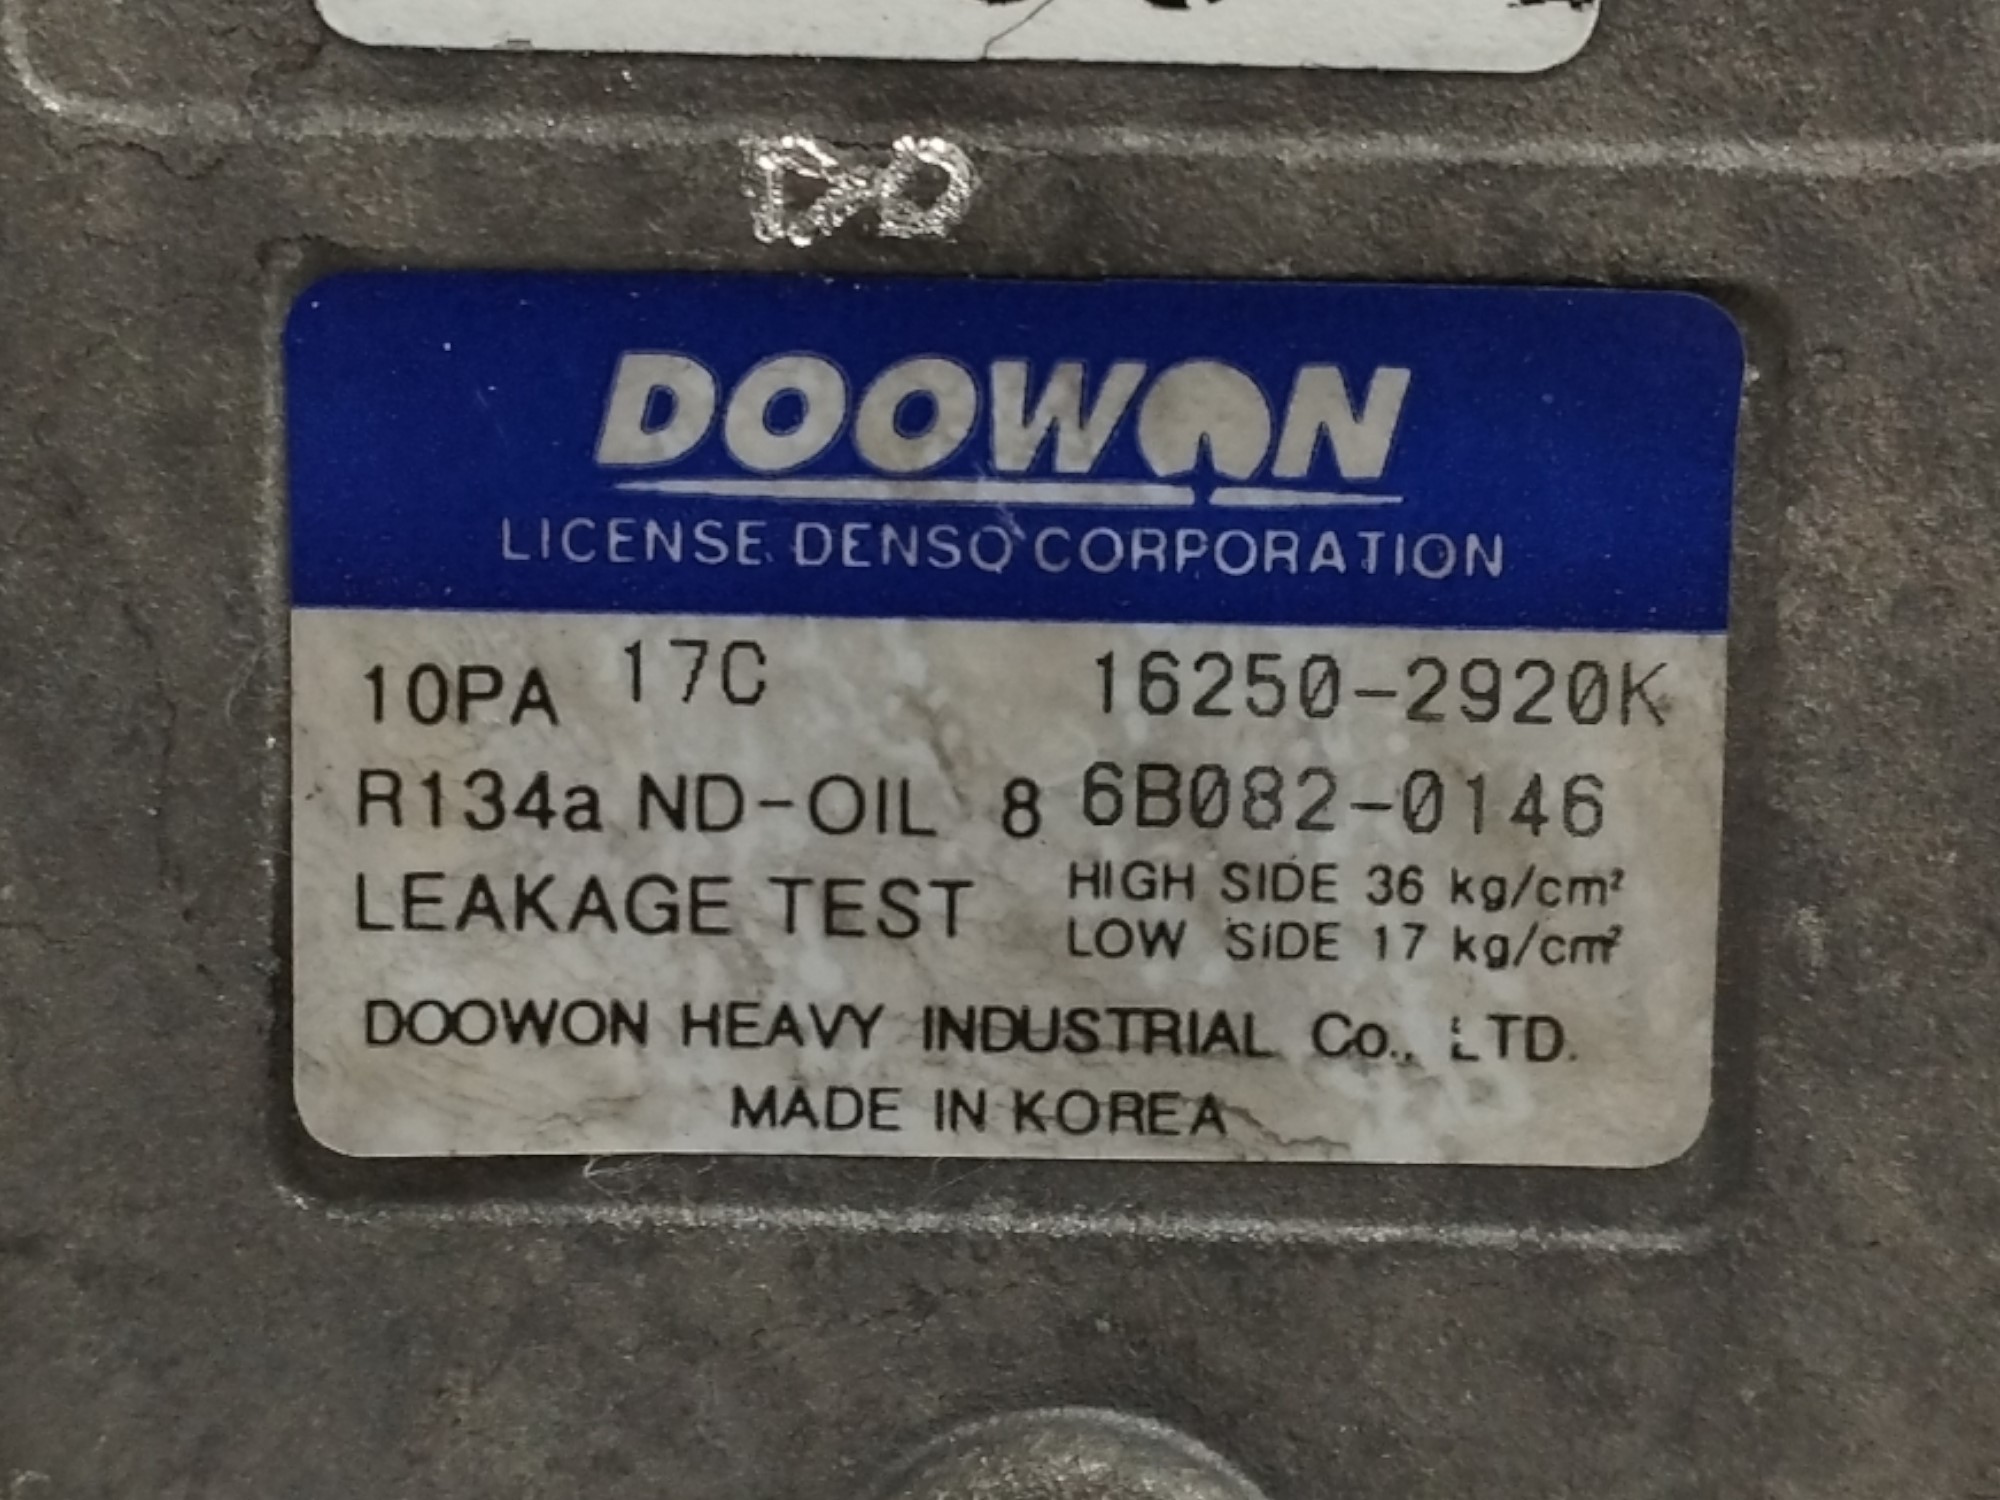 DOOWON
LICENSE DENSO CORPORATION
10PA 17C 16250-2920K
R134a ND-OIL 8 6B082-0146
LEAKAGE TEST HIGH SIDE 36 kg/cm²
LOW SIDE 17 kg/cm²
DOOWON HEAVY INDUSTRIAL Co., LTD.
MADE IN KOREA